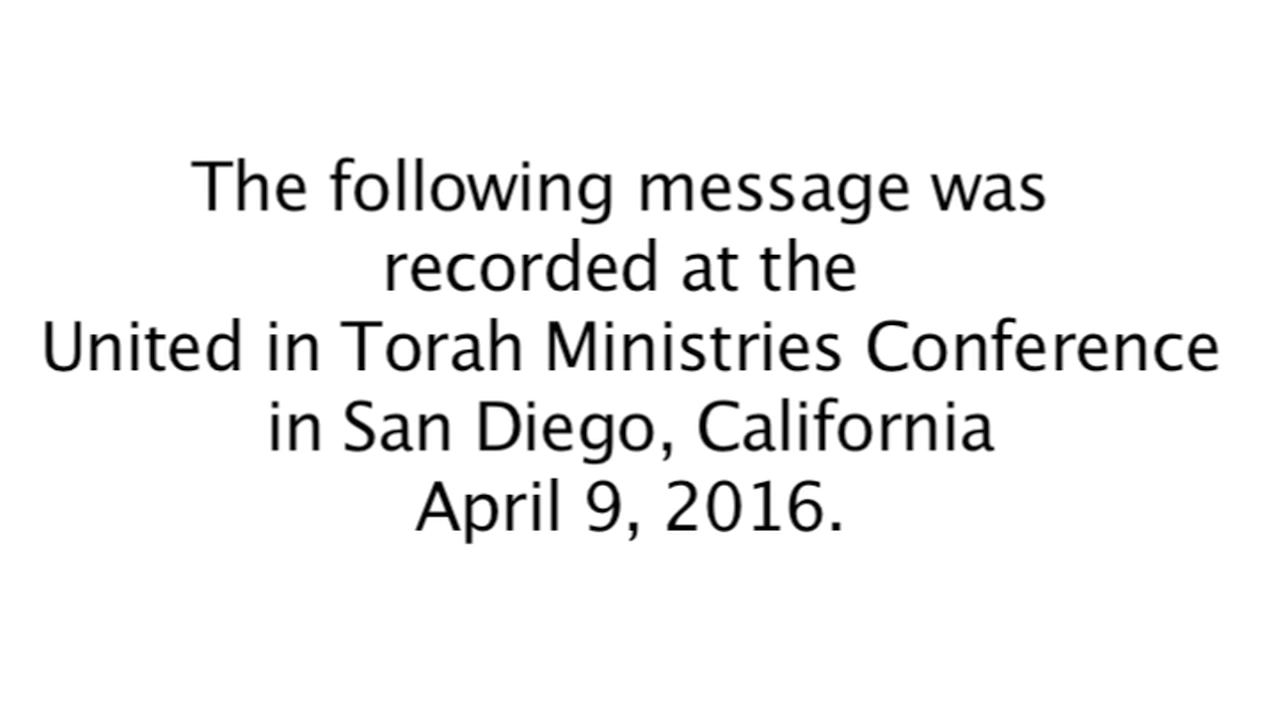 The following message was
recorded at the
United in Torah Ministries Conference
in San Diego, California
April 9, 2016.